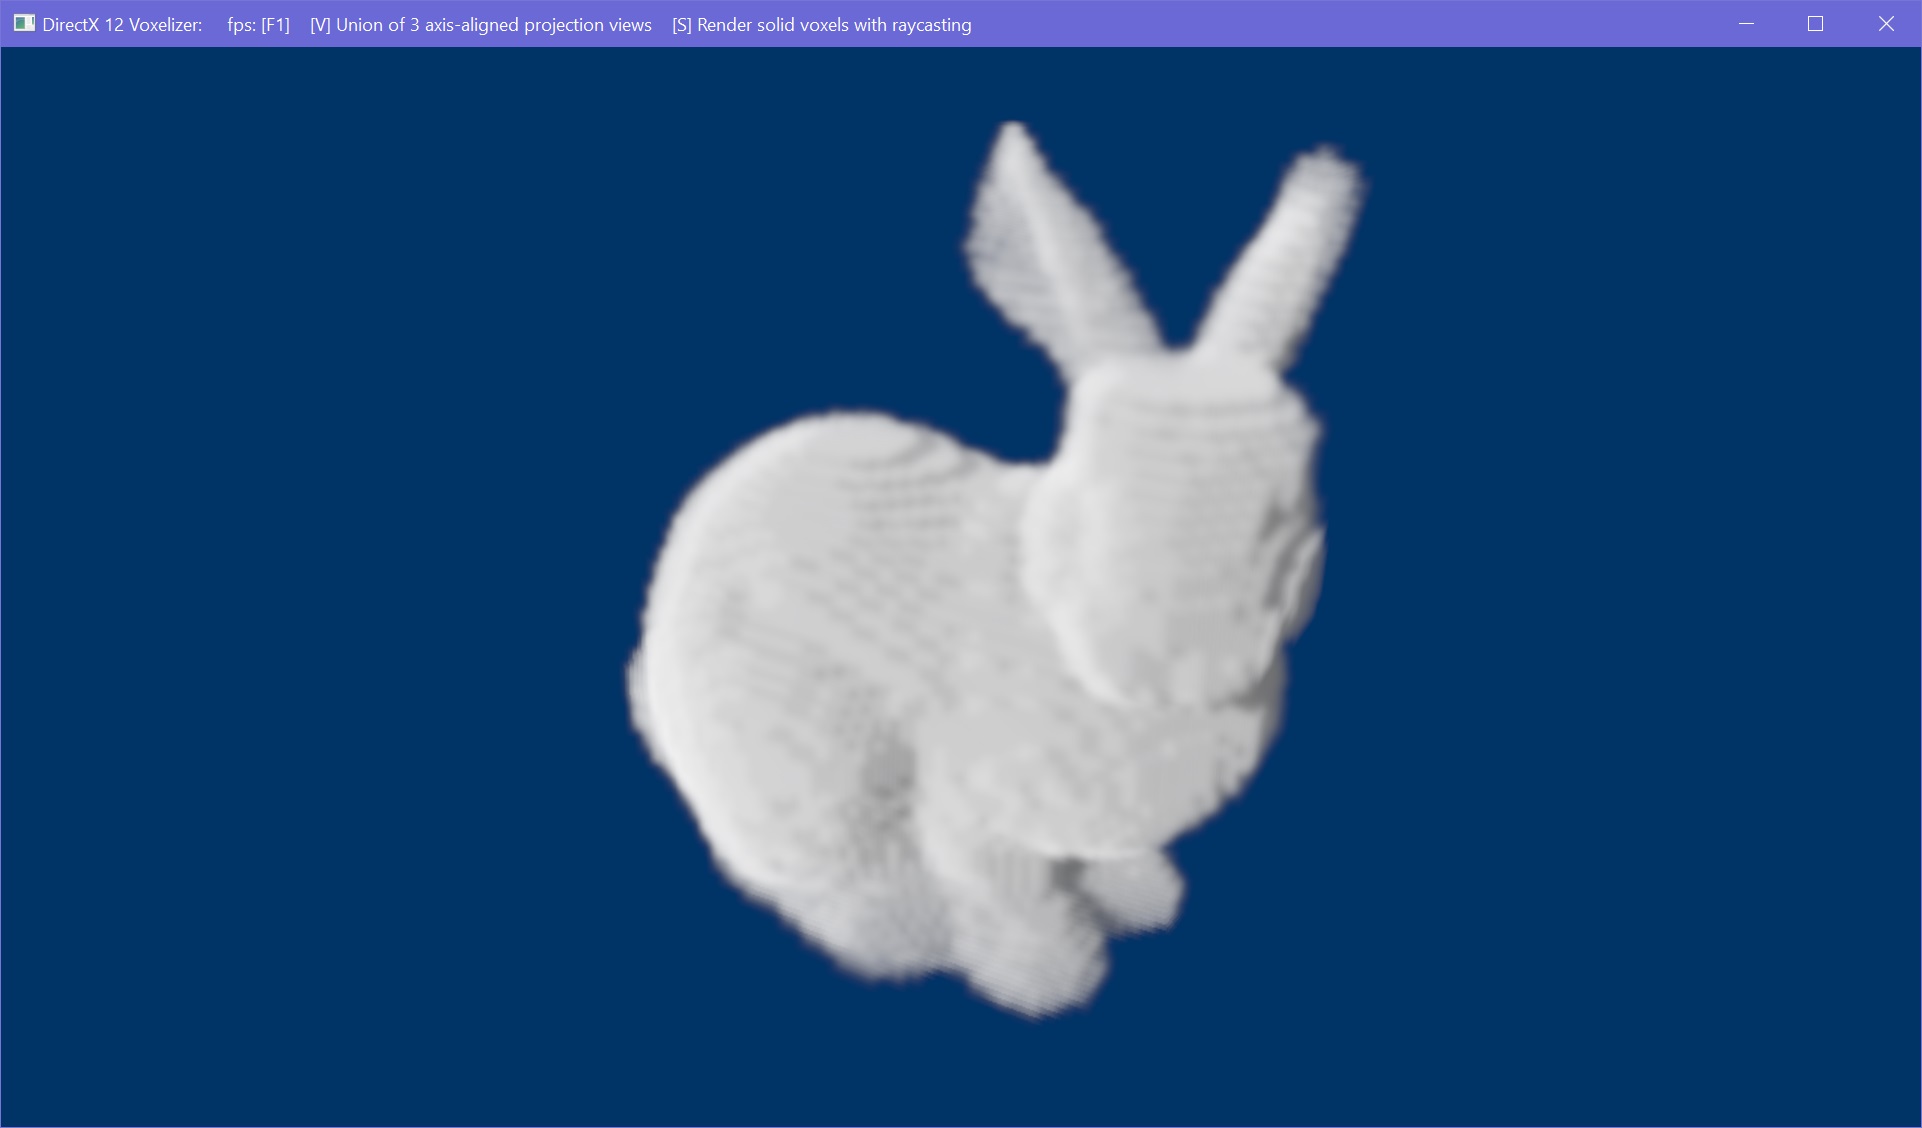 DirectX 12 Voxelizer: fps: [F1] [V] Union of 3 axis-aligned projection views [S] Render solid voxels with raycasting